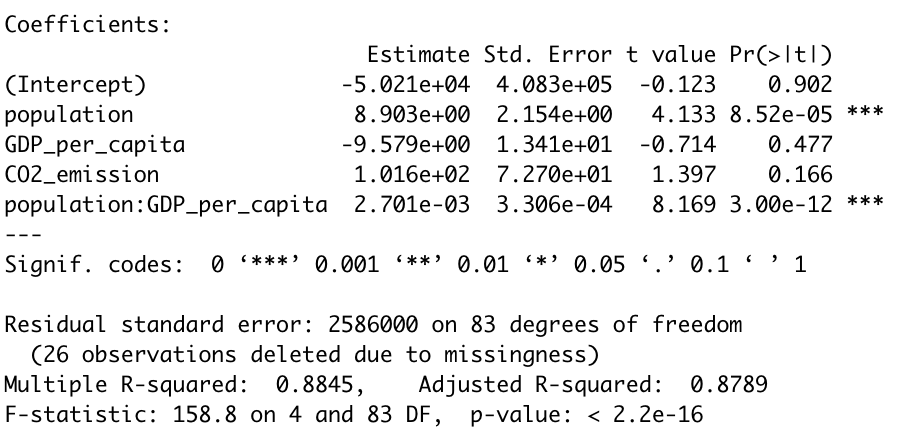 Coefficients:
                          Estimate Std. Error t value Pr(>|t|)
(Intercept)             -5.021e+04  4.083e+05  -0.123    0.902
population               8.903e+00  2.154e+00   4.133 8.52e-05 ***
GDP_per_capita          -9.579e+00  1.341e+01  -0.714    0.477
CO2_emission             1.016e+02  7.270e+01   1.397    0.166
population:GDP_per_capita  2.701e-03  3.306e-04   8.169 3.00e-12 ***
---
Signif. codes:  0 ‘***’ 0.001 ‘**’ 0.01 ‘*’ 0.05 ‘.’ 0.1 ‘ ’ 1
Residual standard error: 2586000 on 83 degrees of freedom
  (26 observations deleted due to missingness)
Multiple R-squared:  0.8845,    Adjusted R-squared:  0.8789
F-statistic: 158.8 on 4 and 83 DF,  p-value: < 2.2e-16